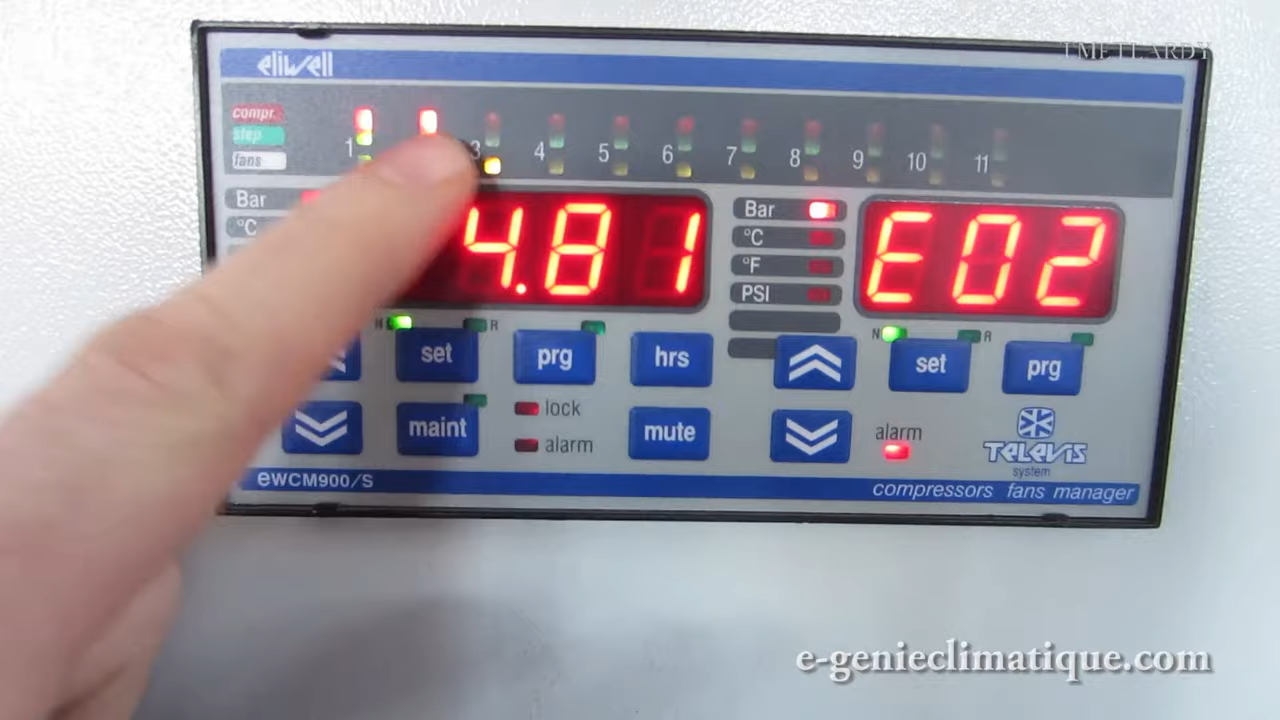 eliwell
compr.
step
fans
1 3 4 5 6 7 8 9 10 11
Bar
°C
4.81
Bar
°C
°F
PSI
E02
N R
set
prg
hrs
N R
set
prg
maint
lock
alarm
mute
alarm
TELEVIS
system
eWCM900/S
compressors fans manager
e-genieclimatique.com